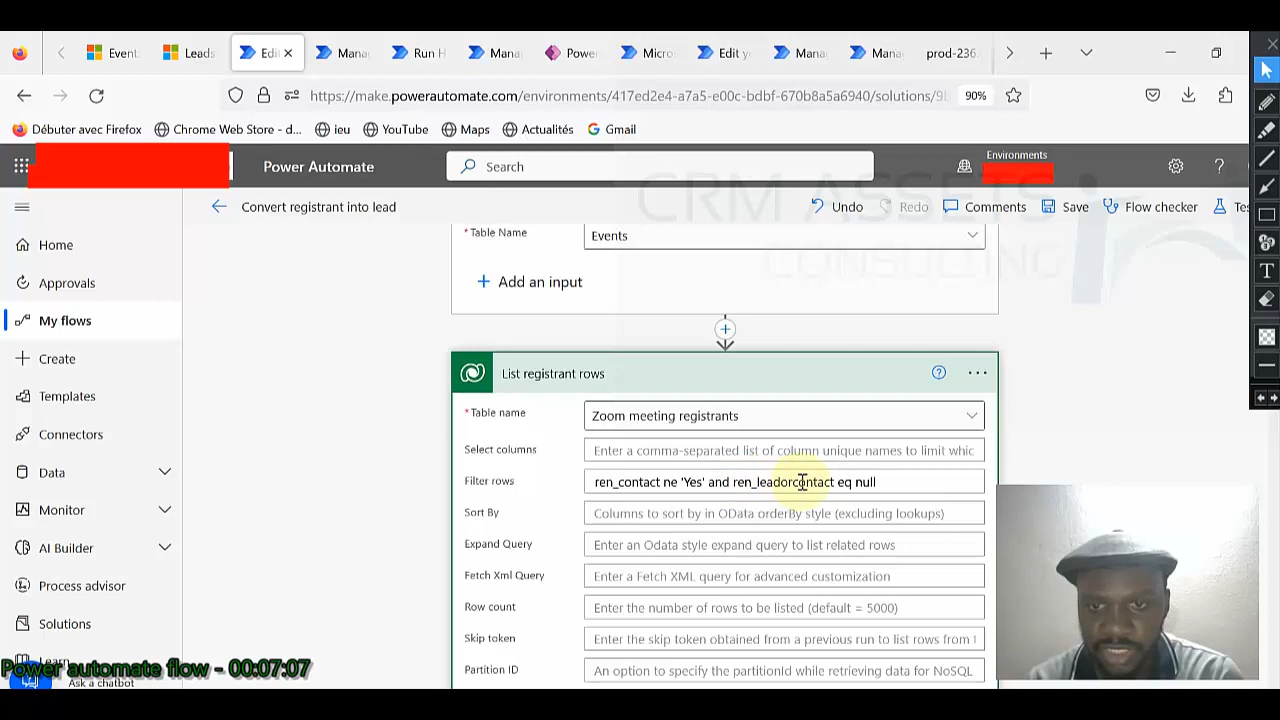 Event
Leads
Edi
Mana
Run H
Mana
Powe
Micros
Edit y
Mana
Mana
prod-236.
https://make.powerautomate.com/environments/417ed2e4-a7a5-e00c-bdbf-670b8a5a6940/solutions/9
90%
Débuter avec Firefox
Chrome Web Store - d...
ieu
YouTube
Maps
Actualités
Gmail
Power Automate
Search
Environments
CRM ASSETS
CONSULTING
Convert registrant into lead
Undo
Redo
Comments
Save
Flow checker
Tes
Home
Approvals
My flows
Create
Templates
Connectors
Data
Monitor
AI Builder
Process advisor
Solutions
Learn
Ask a chatbot
* Table Name
Events
+ Add an input
List registrant rows
* Table name
Zoom meeting registrants
Select columns
Enter a comma-separated list of column unique names to limit whic
Filter rows
ren_contact ne 'Yes' and ren_leadorcontact eq null
Sort By
Columns to sort by in OData orderBy style (excluding lookups)
Expand Query
Enter an Odata style expand query to list related rows
Fetch Xml Query
Enter a Fetch XML query for advanced customization
Row count
Enter the number of rows to be listed (default = 5000)
Skip token
Enter the skip token obtained from a previous run to list rows from t
Partition ID
An option to specify the partitionId while retrieving data for NoSQL
Power automate flow - 00:07:07